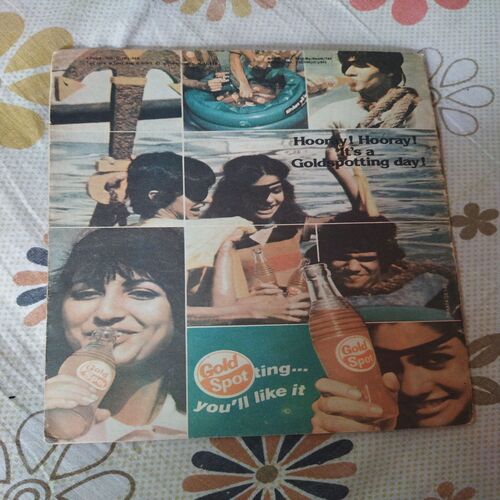 Hooray! Hooray!
It's a
Goldspotting day!
Gold
Spot
ting...
you'll like it
Gold
Spot
Gold
Spot